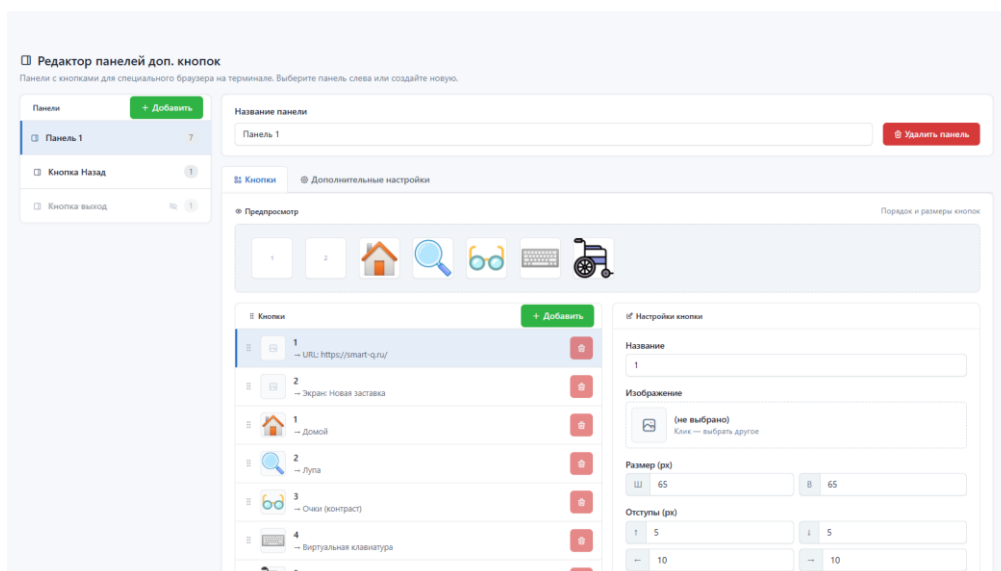 Редактор панелей доп. кнопок
Панели с кнопками для специального браузера на терминале. Выберите панель слева или создайте новую.
Панели
+ Добавить
Панель 1
7
Кнопка Назад
1
Кнопка выход
1
Название панели
Панель 1
Удалить панель
Кнопки
Дополнительные настройки
Предпросмотр
Порядок и размеры кнопок
1
2
Кнопки
+ Добавить
1
→ URL: https://smart-q.ru/
2
→ Экран: Новая заставка
1
→ Домой
2
→ Лупа
3
→ Очки (контраст)
4
→ Виртуальная клавиатура
Настройки кнопки
Название
1
Изображение
(не выбрано)
Клик — выбрать другое
Размер (px)
Ш 65
В 65
Отступы (px)
↑ 5
↓ 5
← 10
→ 10